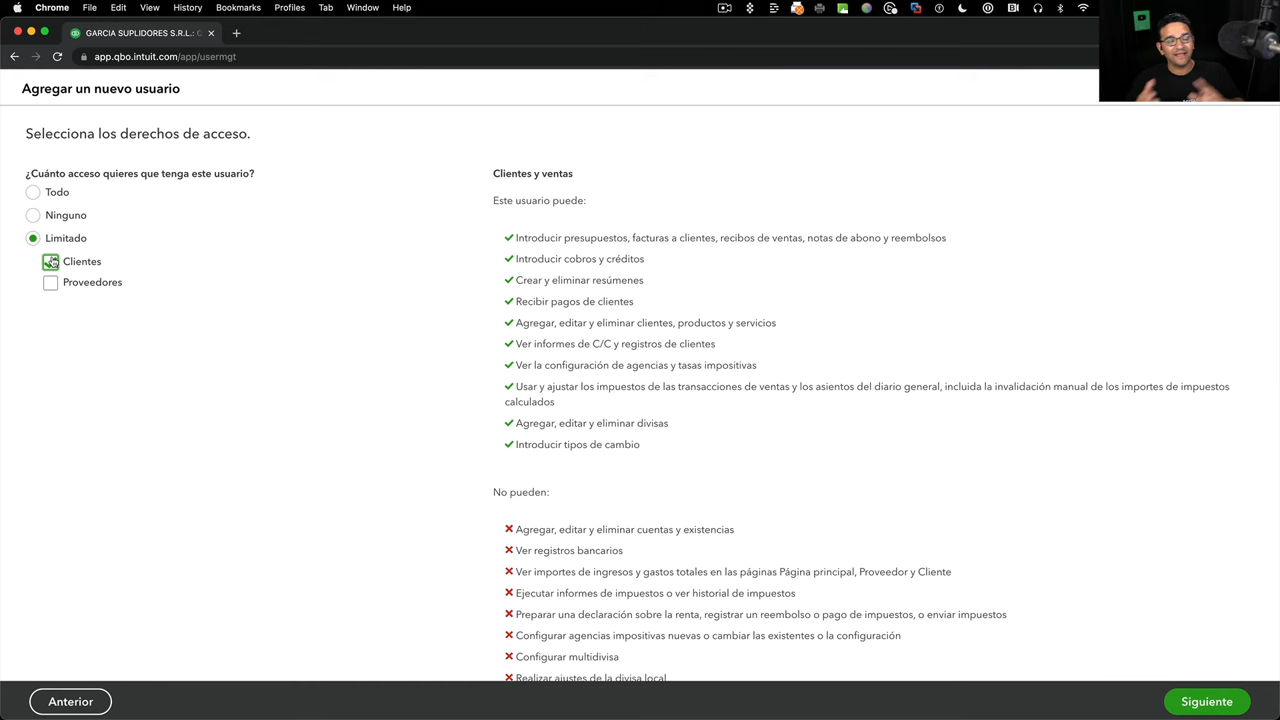 Chrome File Edit View History Bookmarks Profiles Tab Window Help
GARCIA SUPLIDORES S.R.L.: C
app.qbo.intuit.com/app/usermgt
Agregar un nuevo usuario
Selecciona los derechos de acceso.
¿Cuánto acceso quieres que tenga este usuario?
Todo
Ninguno
Limitado
Clientes
Proveedores
Clientes y ventas
Este usuario puede:
Introducir presupuestos, facturas a clientes, recibos de ventas, notas de abono y reembolsos
Introducir cobros y créditos
Crear y eliminar resúmenes
Recibir pagos de clientes
Agregar, editar y eliminar clientes, productos y servicios
Ver informes de C/C y registros de clientes
Ver la configuración de agencias y tasas impositivas
Usar y ajustar los impuestos de las transacciones de ventas y los asientos del diario general, incluida la invalidación manual de los importes de impuestos
calculados
Agregar, editar y eliminar divisas
Introducir tipos de cambio
No pueden:
Agregar, editar y eliminar cuentas y existencias
Ver registros bancarios
Ver importes de ingresos y gastos totales en las páginas Página principal, Proveedor y Cliente
Ejecutar informes de impuestos o ver historial de impuestos
Preparar una declaración sobre la renta, registrar un reembolso o pago de impuestos, o enviar impuestos
Configurar agencias impositivas nuevas o cambiar las existentes o la configuración
Configurar multidivisa
Realizar ajustes de la divisa local
Anterior
Siguiente